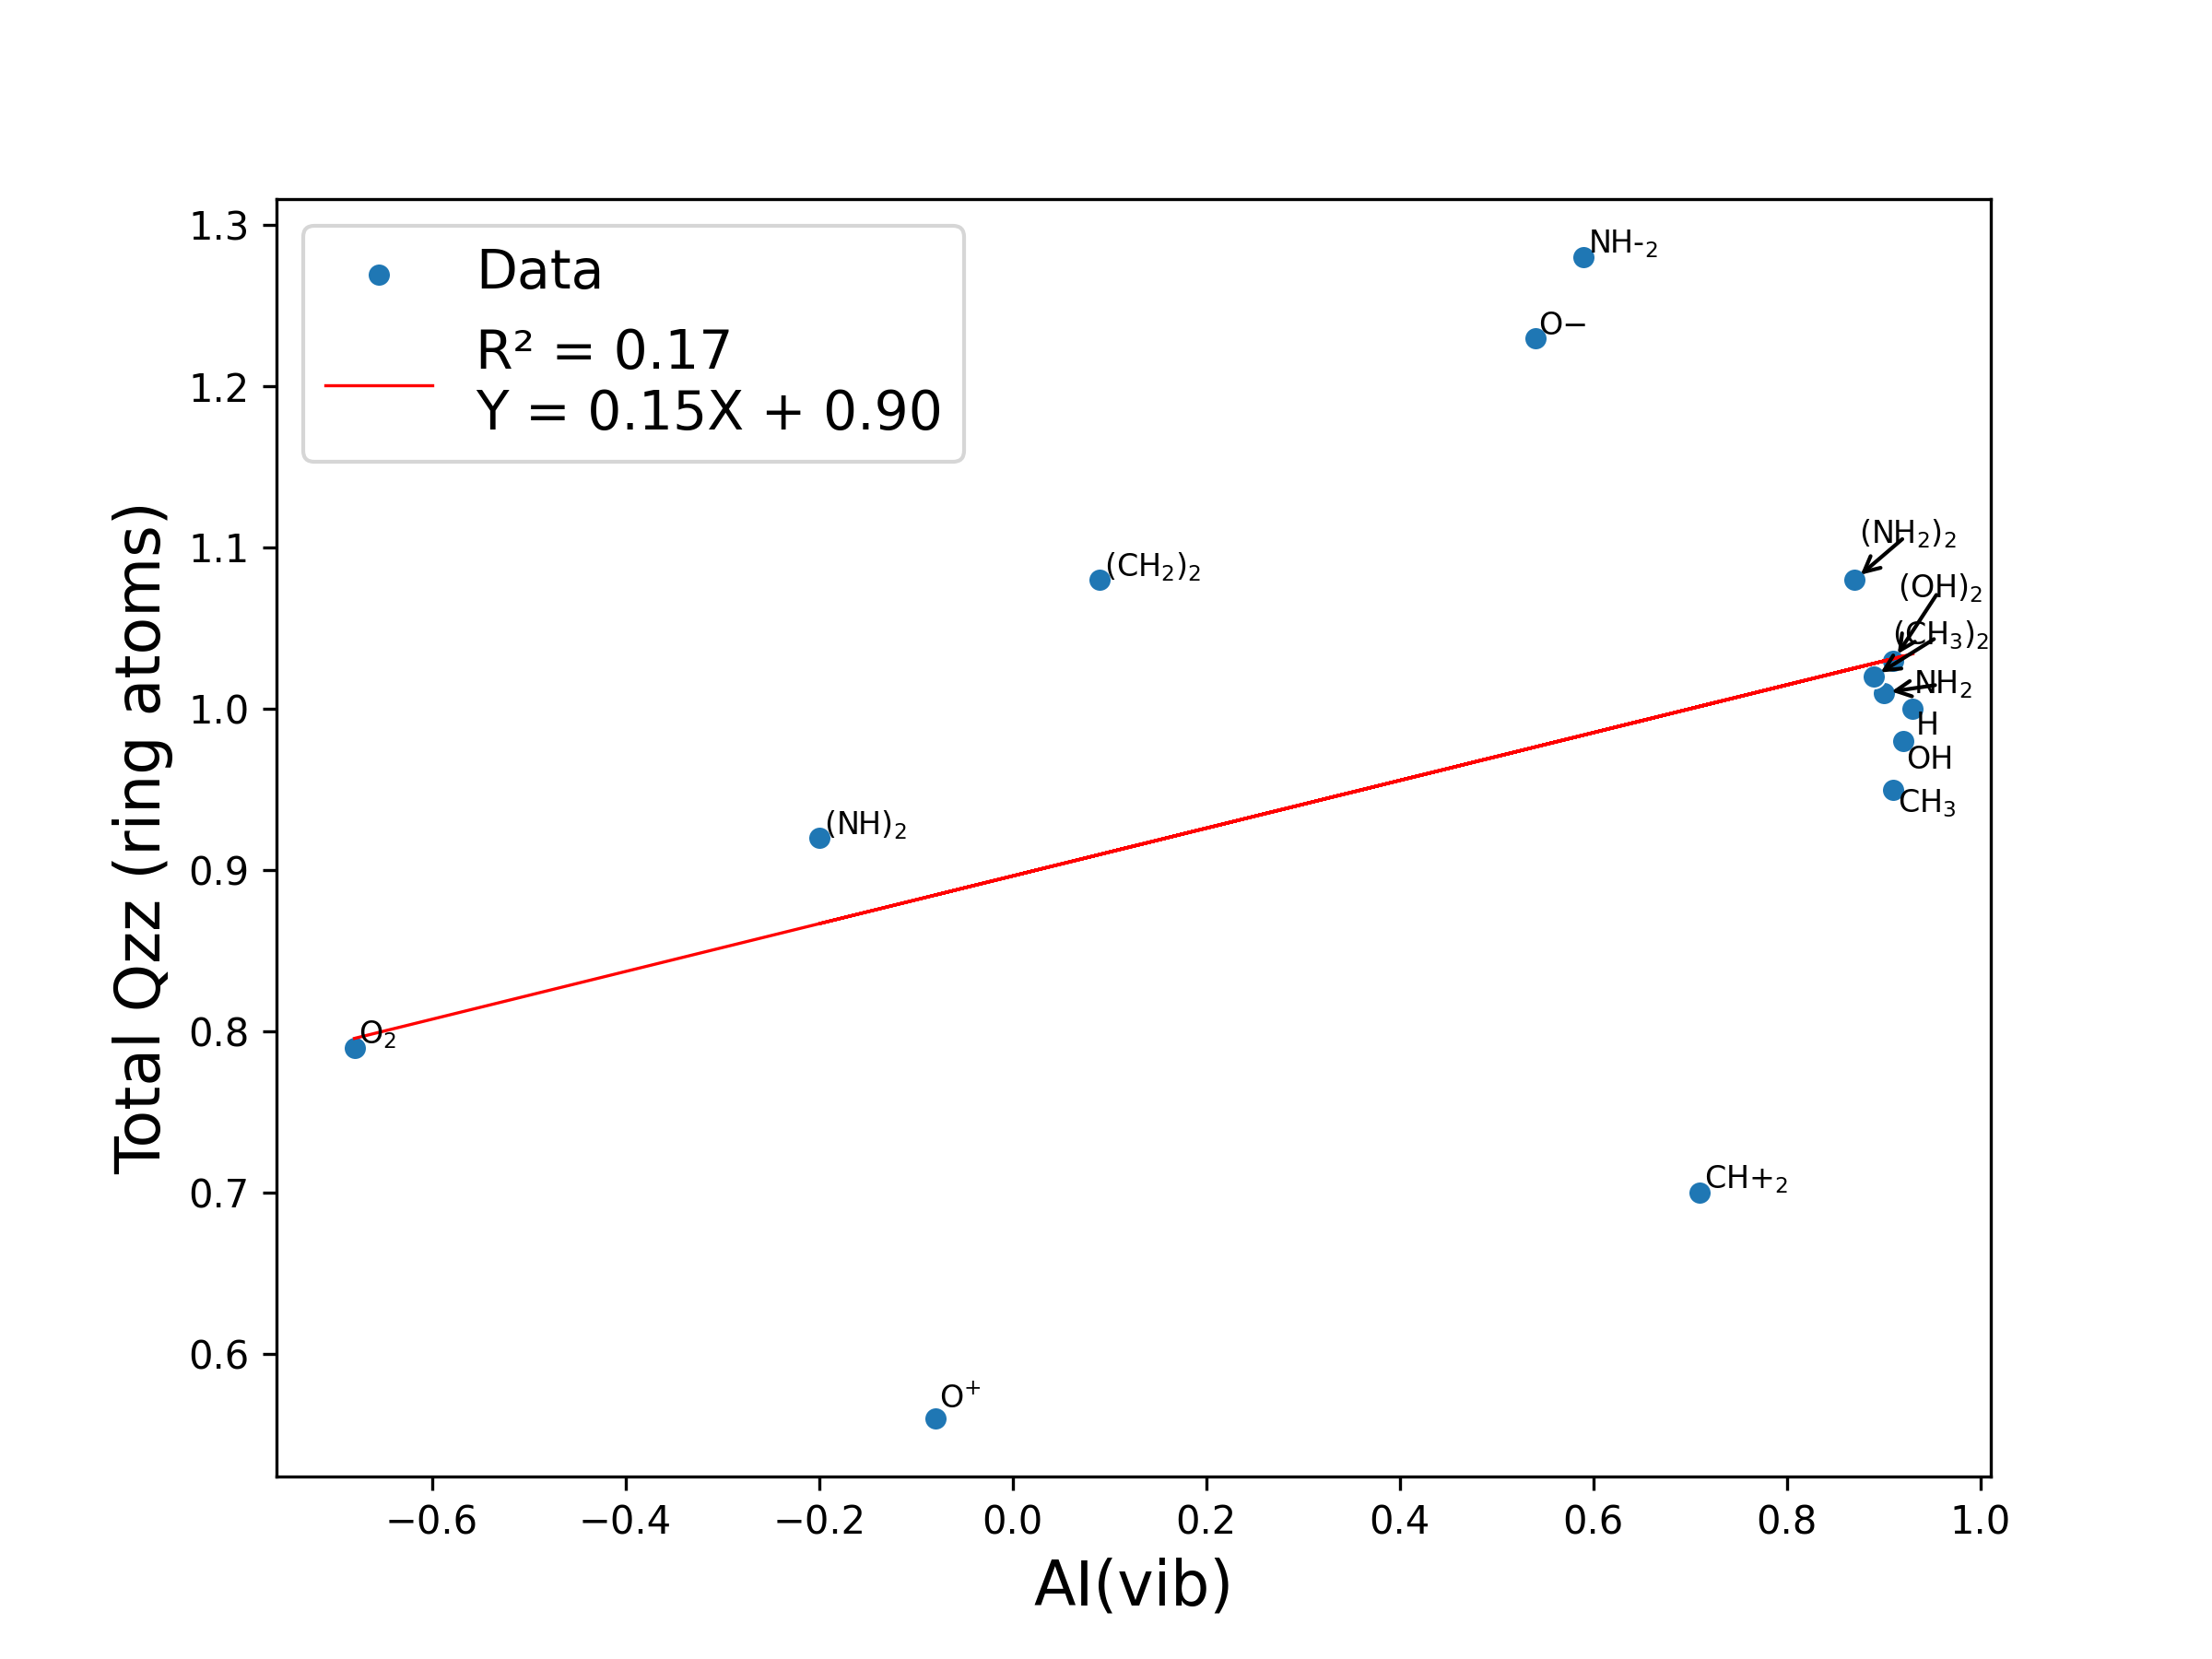 1.3
1.2
1.1
1.0
0.9
0.8
0.7
0.6
Total Qzz (ring atoms)
Data
R² = 0.17
Y = 0.15X + 0.90
NH-₂
O−
(NH₂)₂
(CH₂)₂
(OH)₂
(CH₃)₂
NH₂
H
OH
CH₃
(NH)₂
O₂
CH+₂
O⁺
−0.6
−0.4
−0.2
0.0
0.2
0.4
0.6
0.8
1.0
AI(vib)